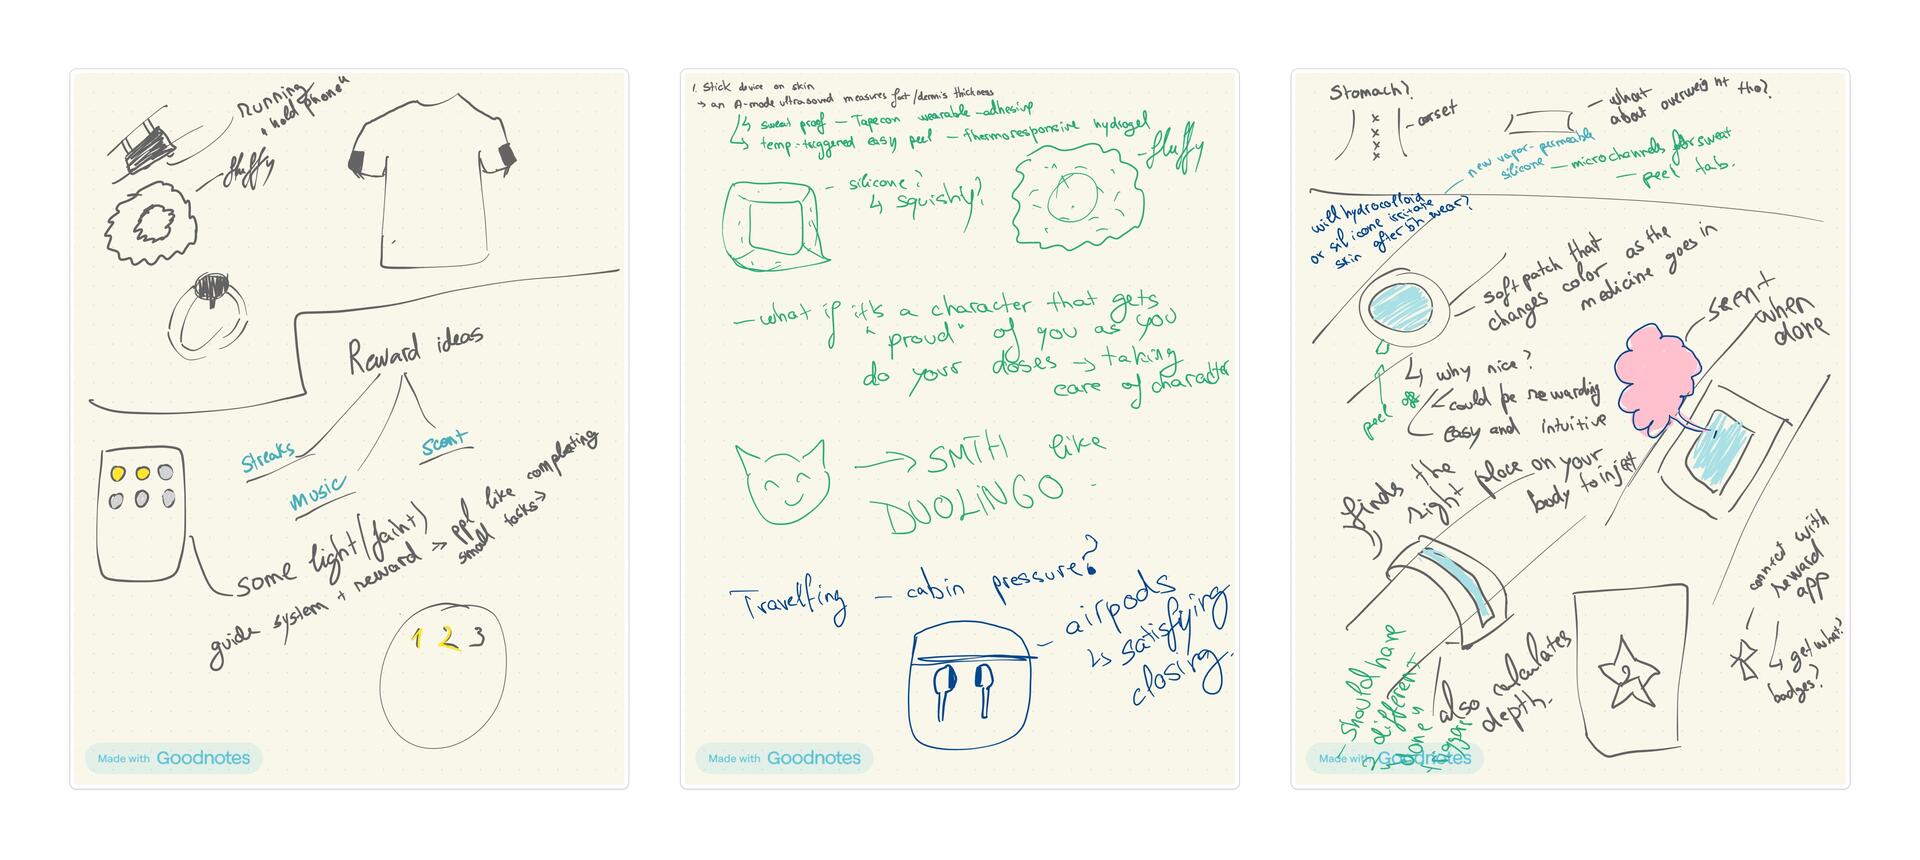 Running
"hold phone"
fluffy
Reward ideas
Streaks
Music
Scent
some light (faint)
guide system + reward => ppl like completing
small tasks
1 2 3
Made with Goodnotes
1. Stick device on skin
→ an A-mode ultrasound measures fat/dermis thickness
↳ sweat proof — Tapecon wearable adhesive
↳ temp-triggered easy peel — thermoresponsive hydrogel
- silicone?
↳ squishy?
- fluffy
- what if it's a character that gets
"proud" of you as you
do your doses → taking
care of character
→ SMTH like
DUOLINGO
Travelling — cabin pressure?
- airpods
↳ satisfying
closing.
Made with Goodnotes
Stomach?
- corset
- what
about overweight tho?
new vapor-permeable
silicone — microchannels for sweat
— peel tab.
will hydrocolloid
or silicone irritate
skin after wear?
soft patch that
changes color as the
medicine goes in
peel off
↳ why nice?
could be rewarding
easy and intuitive
scent
when
done
finds the
right place on your
body to inject
also calculates
depth.
- should have
2 different
connect with
reward
app
↳ get what?
badges?
2
Made with Goodnotes